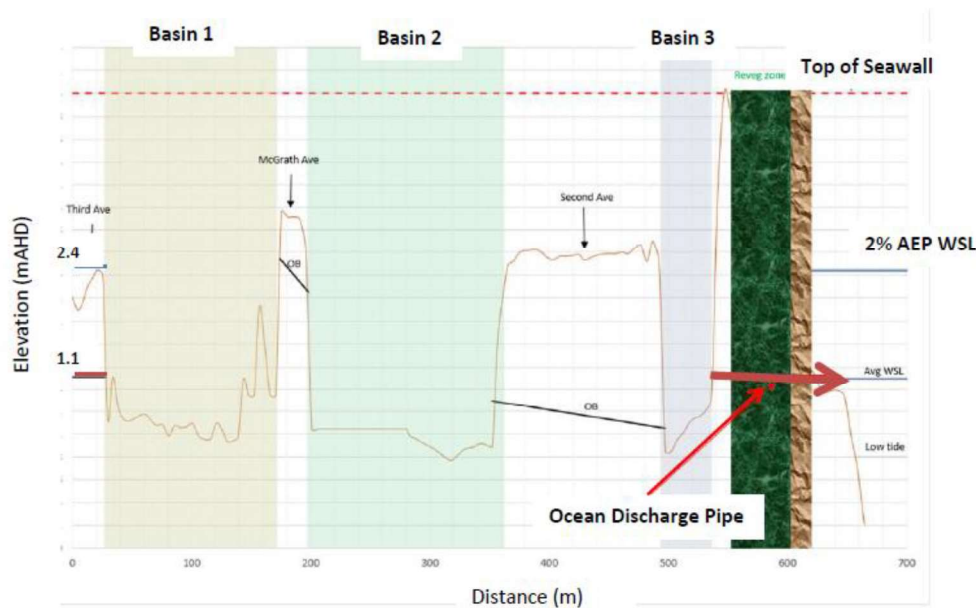 Basin 1
Basin 2
Basin 3
Reveg zone
Top of Seawall
McGrath Ave
Third Ave
Second Ave
2.4
OB
2% AEP WSL
Elevation (mAHD)
1.1
Avg WSL
OB
Low tide
Ocean Discharge Pipe
0
100
200
300
400
500
600
700
Distance (m)